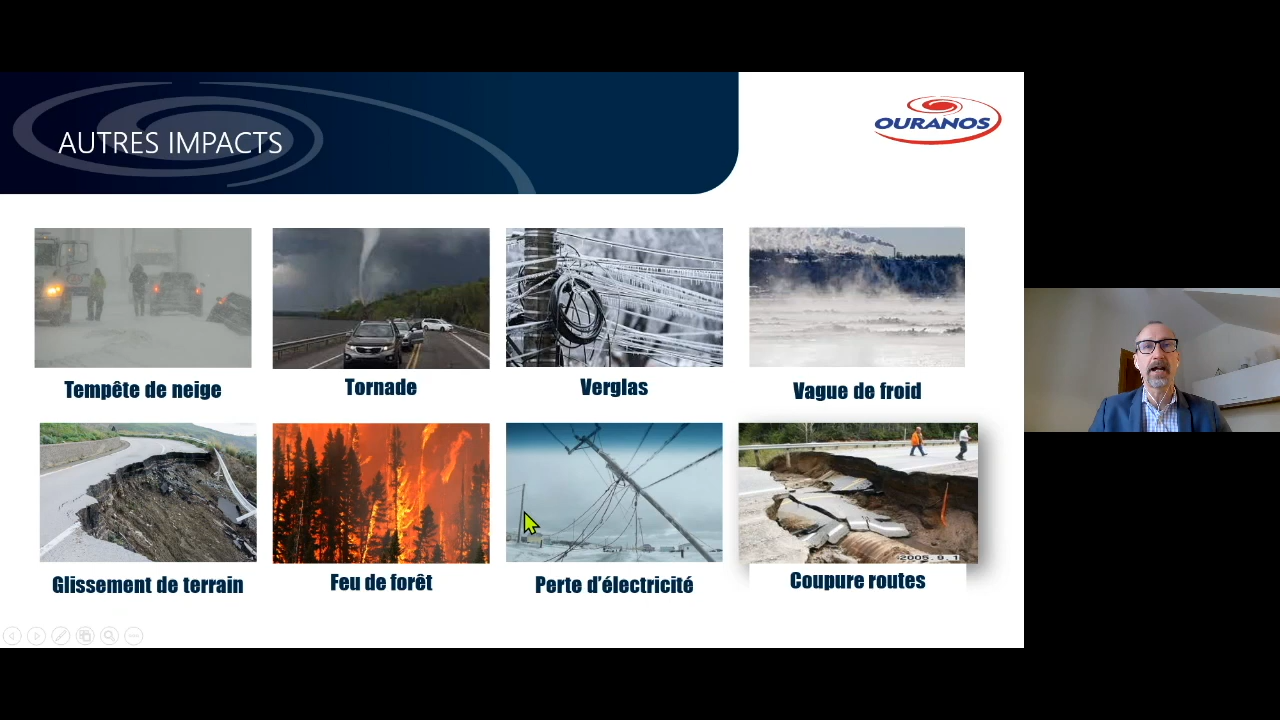 AUTRES IMPACTS
OURANOS
Tempête de neige
Tornade
Verglas
Vague de froid
Glissement de terrain
Feu de forêt
Perte d'électricité
2005. 9. 1
Coupure routes